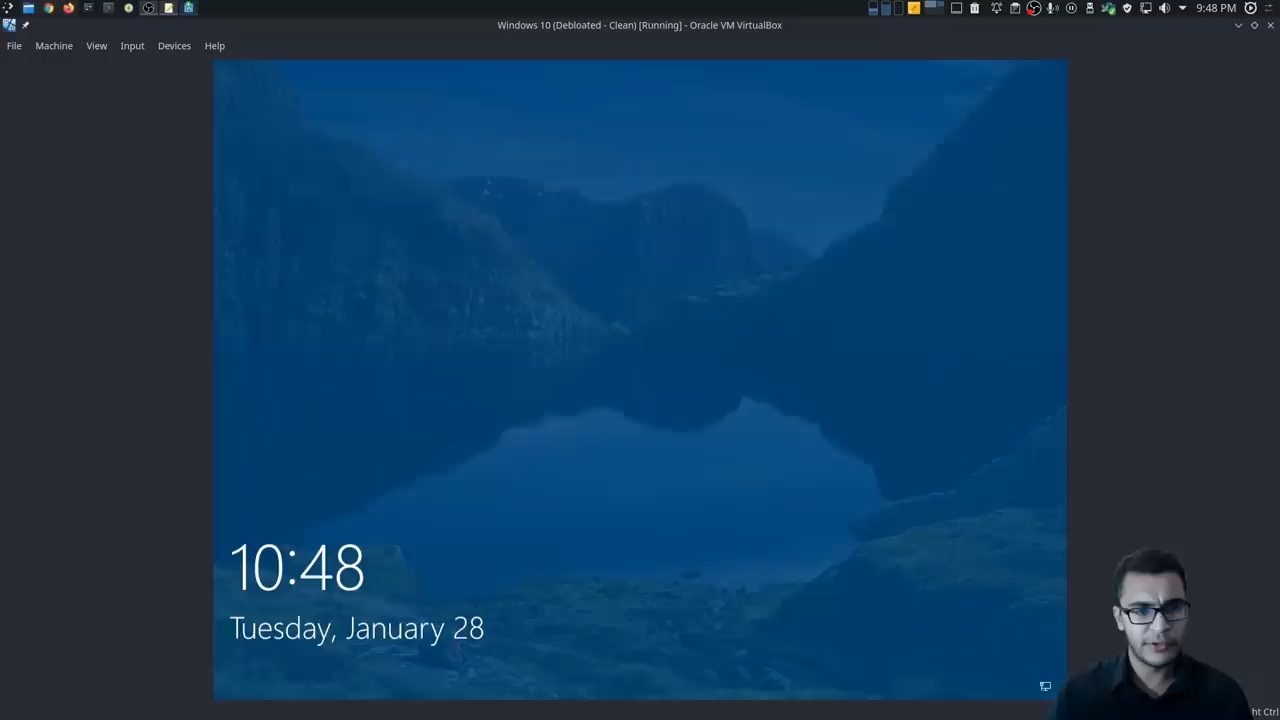 9:48 PM
Windows 10 (Debloated - Clean) [Running] - Oracle VM VirtualBox
File Machine View Input Devices Help
10:48
Tuesday, January 28
ht Ctrl